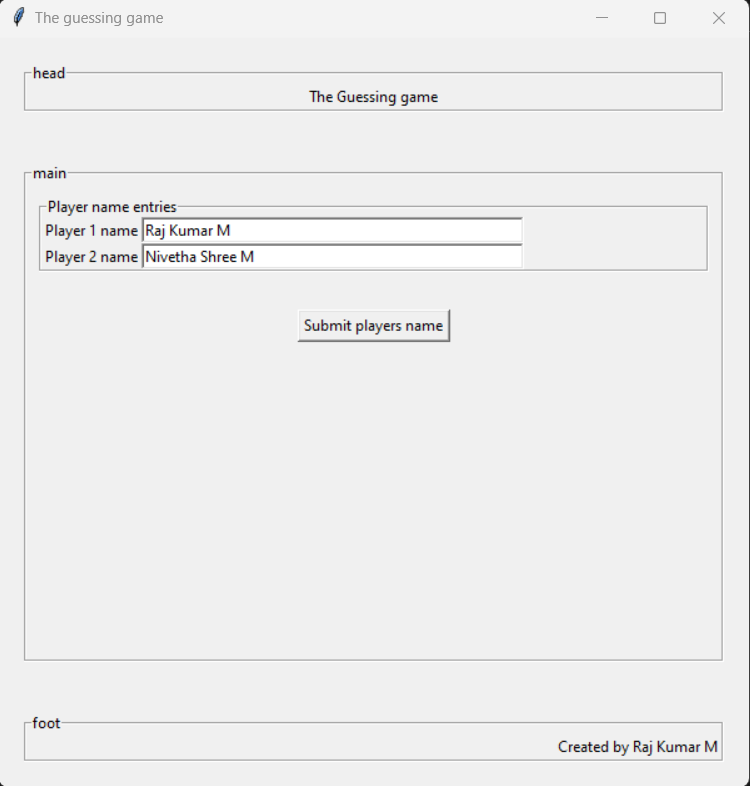 The guessing game
head
The Guessing game
main
Player name entries
Player 1 name Raj Kumar M
Player 2 name Nivetha Shree M
Submit players name
foot
Created by Raj Kumar M